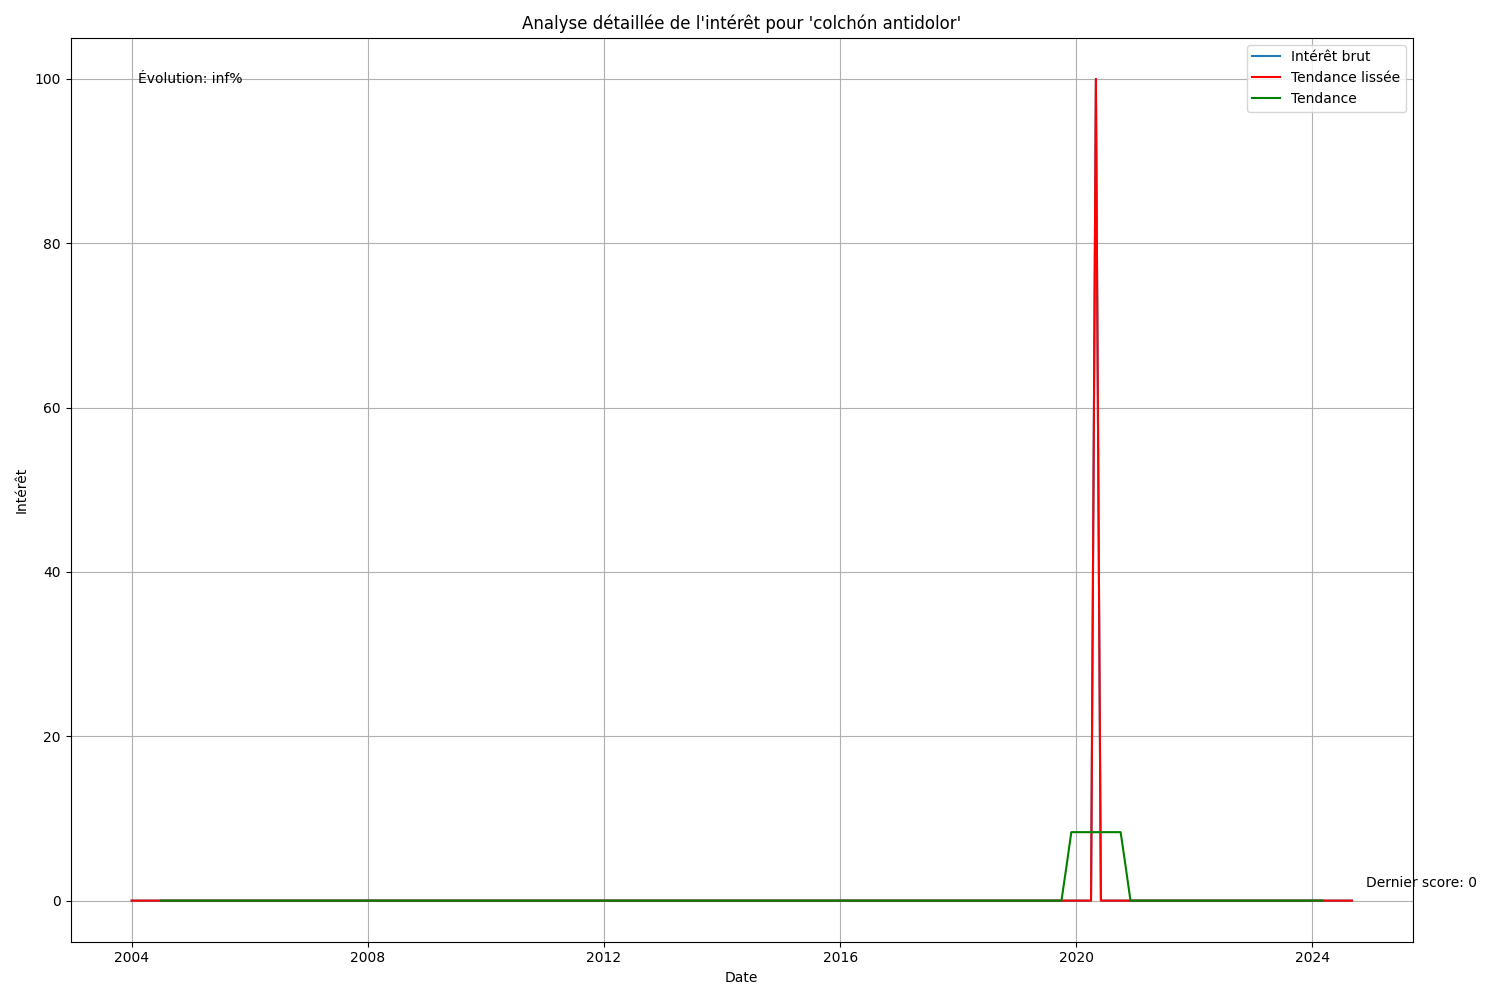 Analyse détaillée de l'intérêt pour 'colchón antidolor'
Évolution: inf%
Intérêt brut
Tendance lissée
Tendance
100
80
60
40
20
0
Intérêt
Dernier score: 0
2004
2008
2012
2016
2020
2024
Date